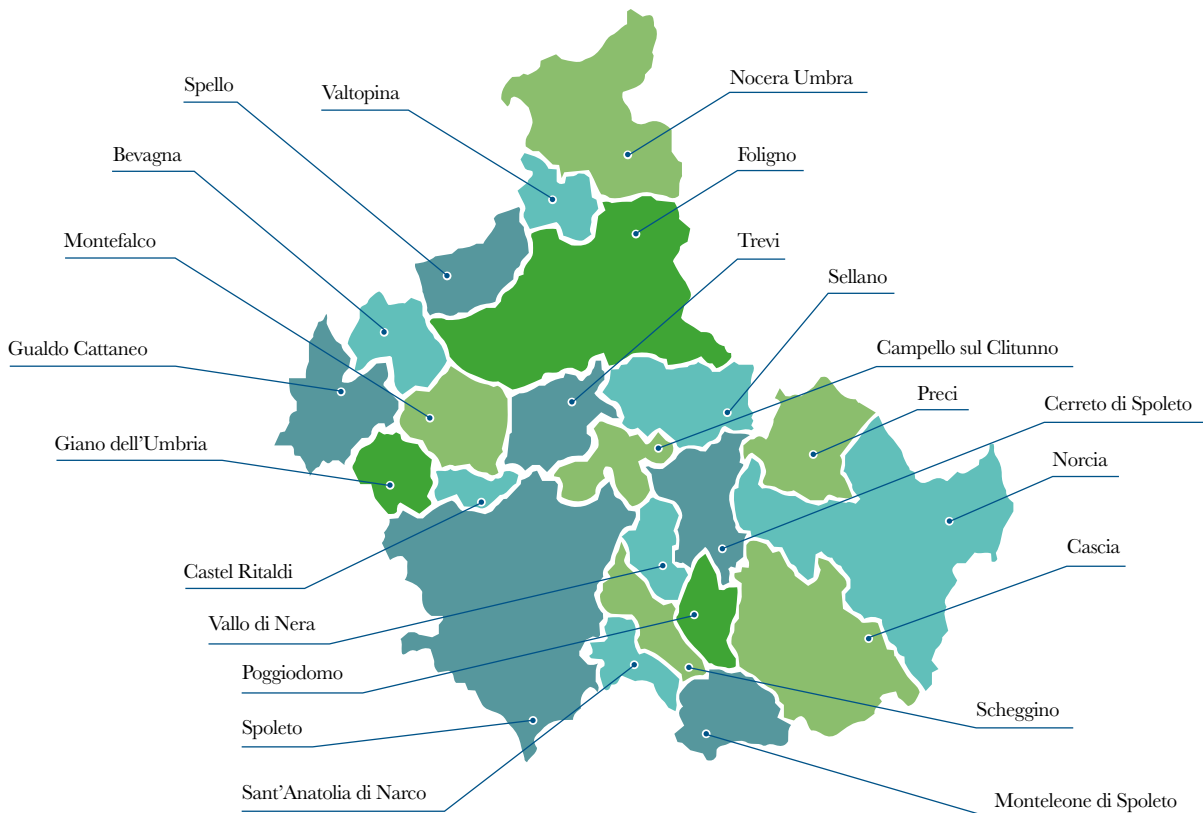 Nocera Umbra
Spello
Valtopina
Bevagna
Foligno
Montefalco
Trevi
Sellano
Gualdo Cattaneo
Campello sul Clitunno
Preci
Cerreto di Spoleto
Giano dell’Umbria
Norcia
Cascia
Castel Ritaldi
Vallo di Nera
Poggiodomo
Scheggino
Spoleto
Sant’Anatolia di Narco
Monteleone di Spoleto